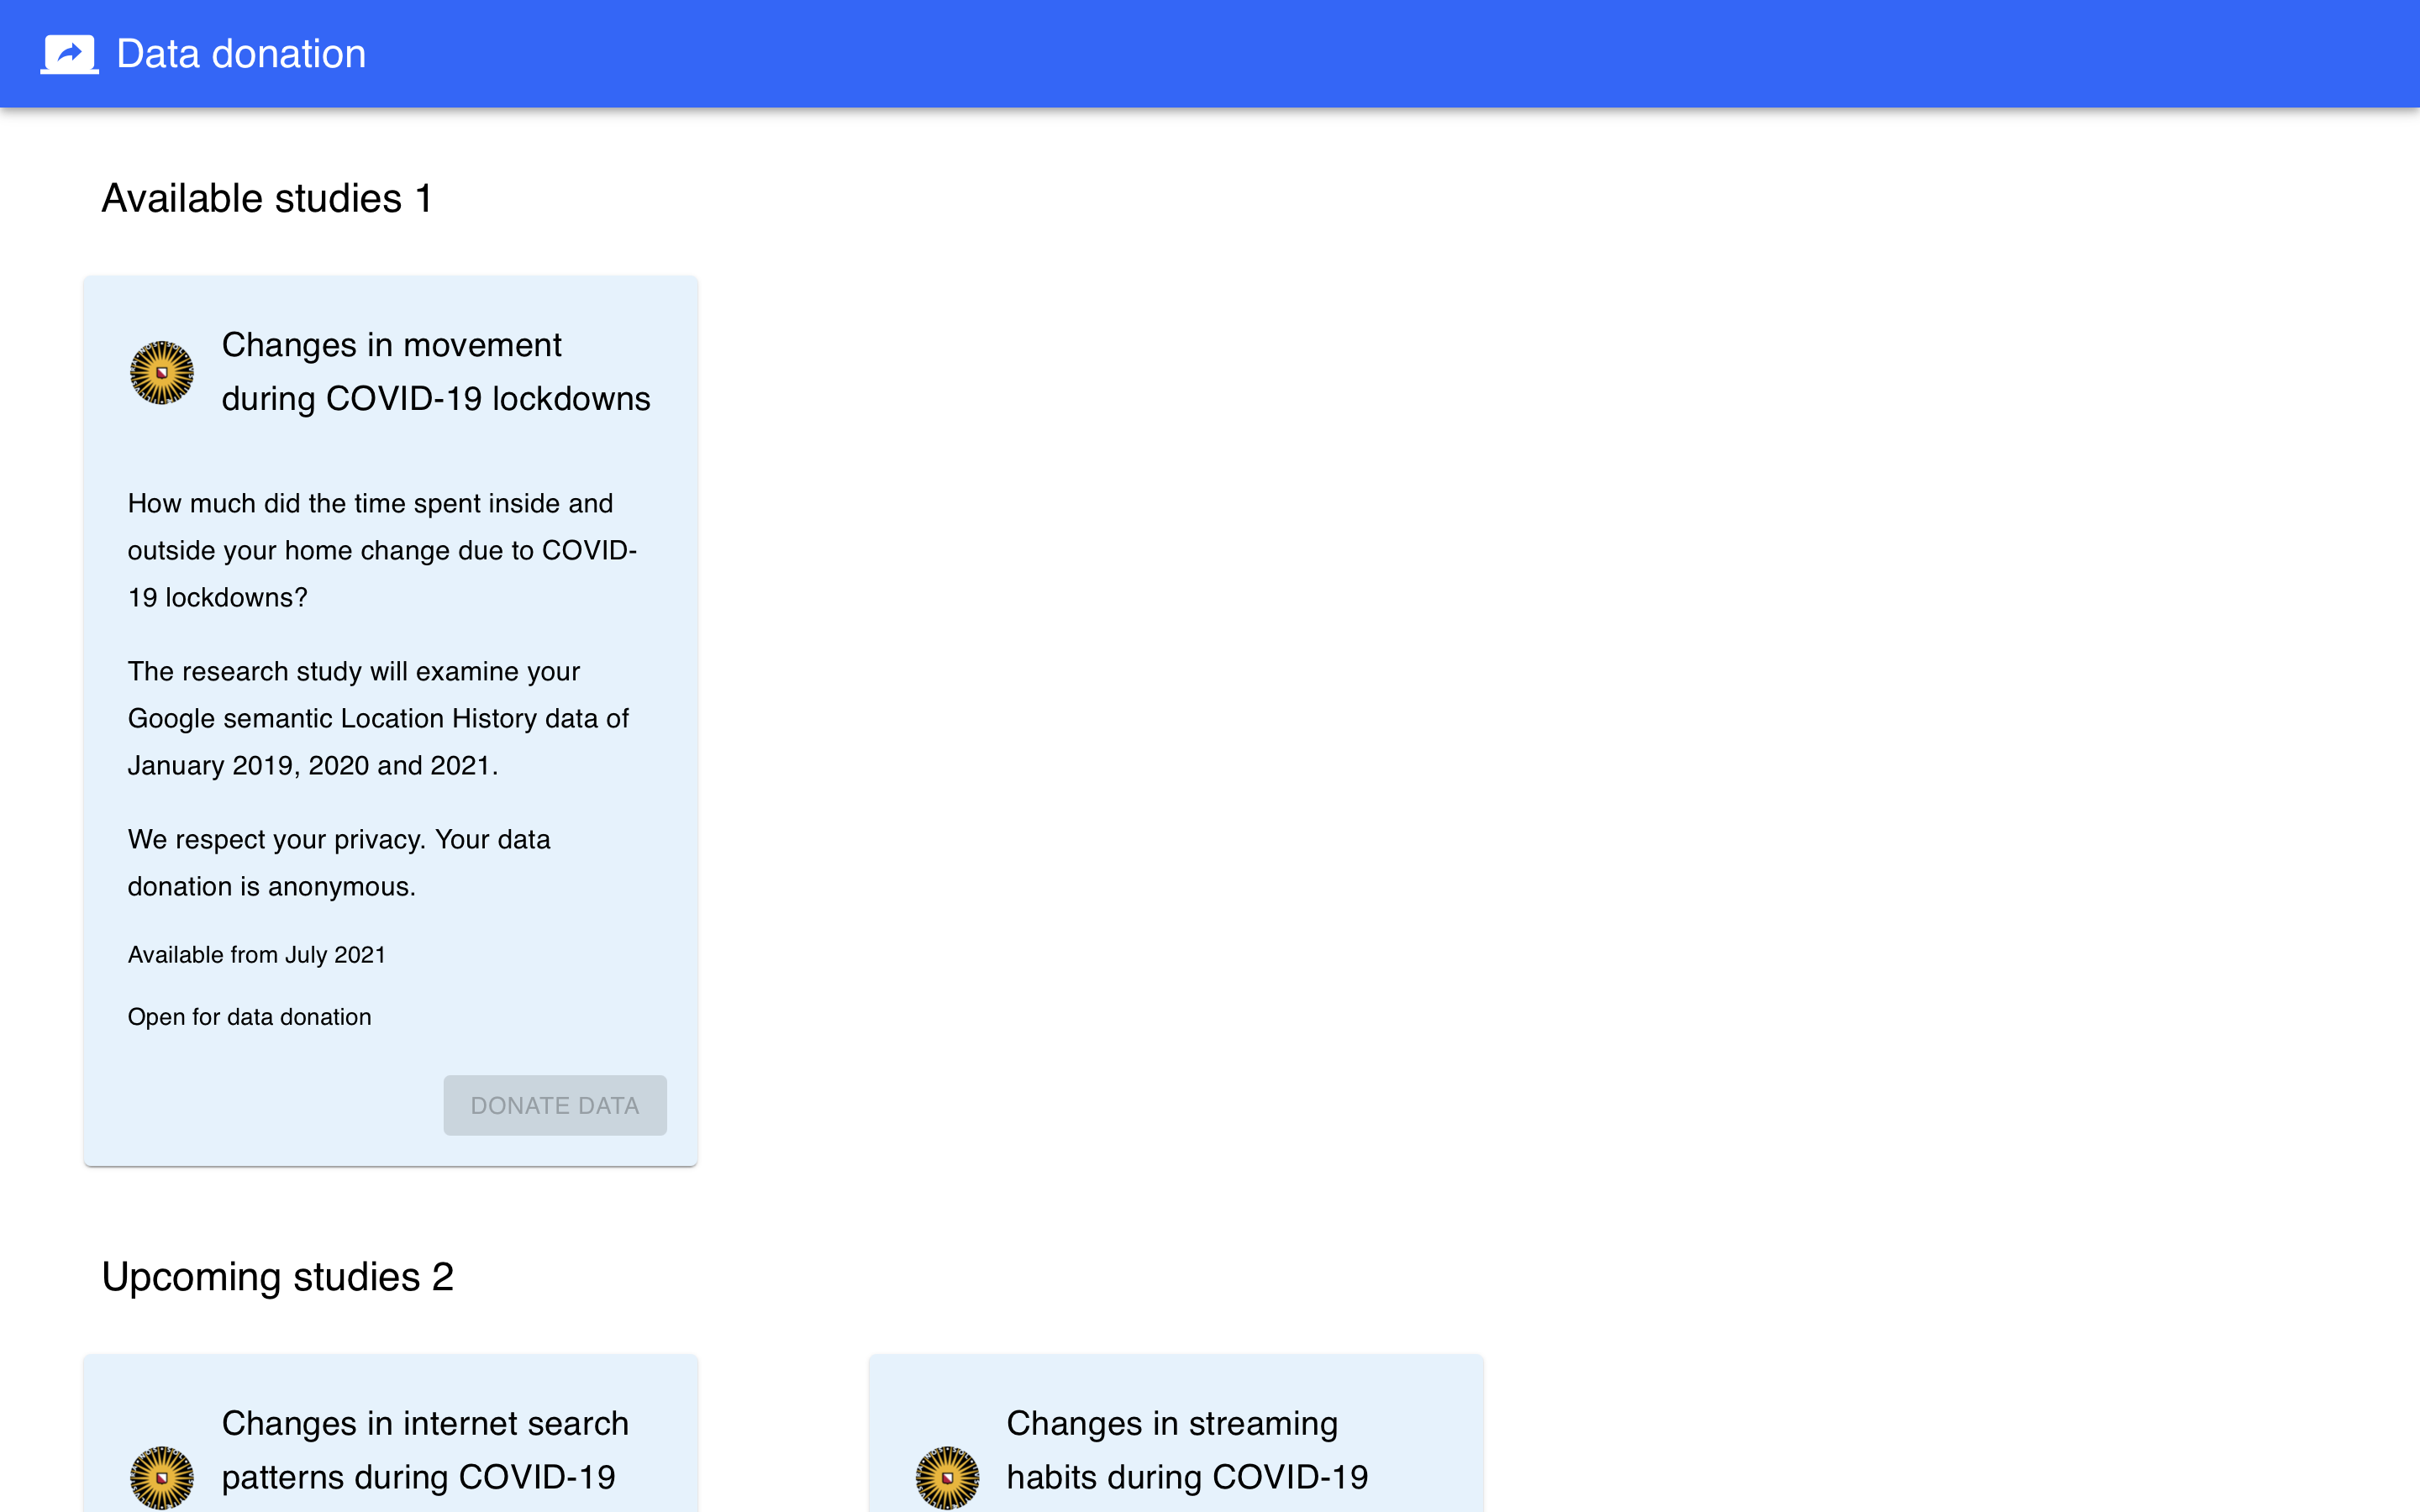 Data donation
Available studies 1
Changes in movement
during COVID-19 lockdowns
How much did the time spent inside and
outside your home change due to COVID-
19 lockdowns?
The research study will examine your
Google semantic Location History data of
January 2019, 2020 and 2021.
We respect your privacy. Your data
donation is anonymous.
Available from July 2021
Open for data donation
DONATE DATA
Upcoming studies 2
Changes in internet search
patterns during COVID-19
Changes in streaming
habits during COVID-19